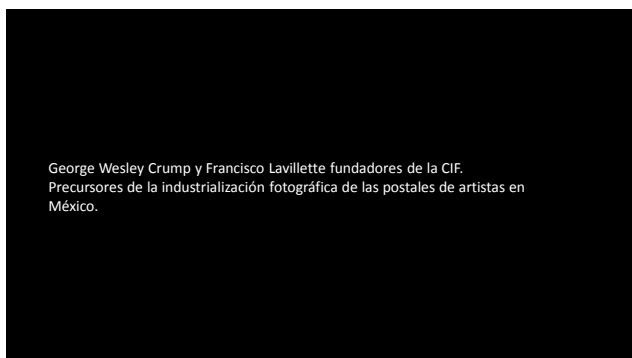 George Wesley Crump y Francisco Lavillette fundadores de la CIF.
Precursores de la industrialización fotográfica de las postales de artistas en
México.